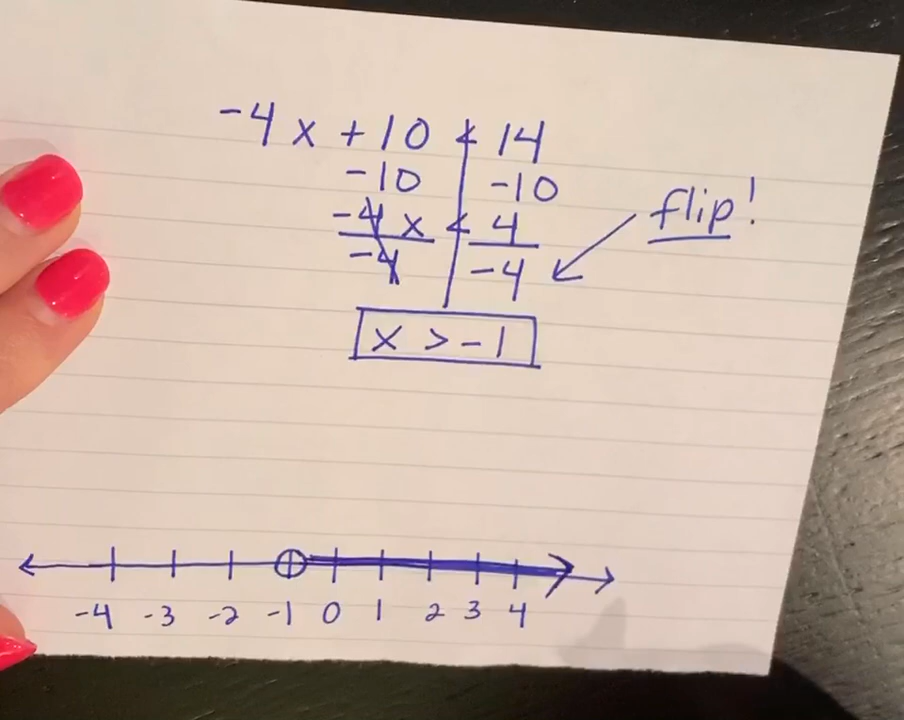 -4x + 10 < 14
-10 -10 flip!
-4x < 4
-4 -4
x > -1
-4 -3 -2 -1 0 1 2 3 4